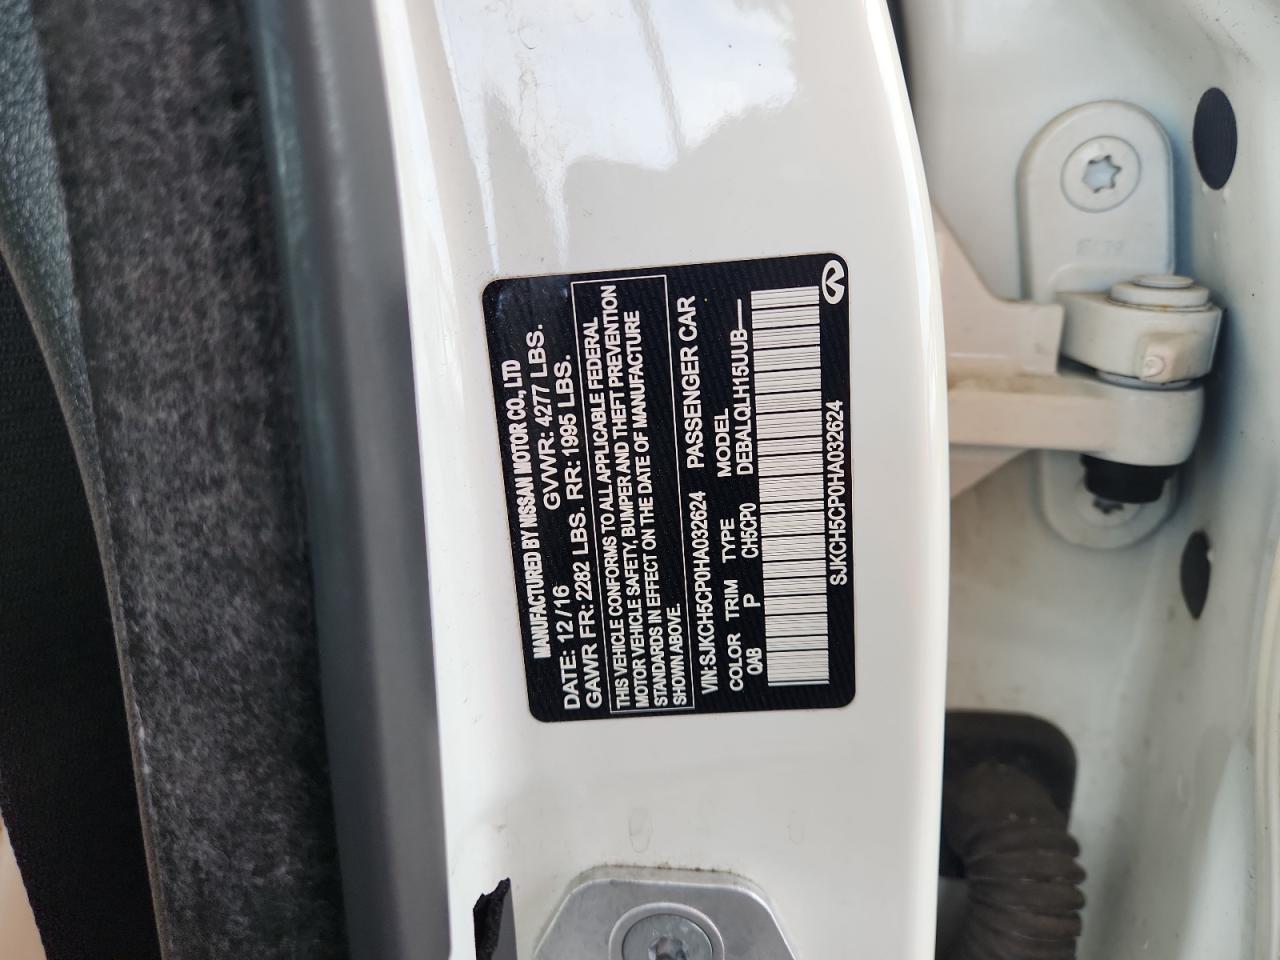 MANUFACTURED BY NISSAN MOTOR CO., LTD
DATE: 12/16 GVWR: 4277 LBS.
GAWR FR: 2282 LBS. RR: 1995 LBS.
THIS VEHICLE CONFORMS TO ALL APPLICABLE FEDERAL
MOTOR VEHICLE SAFETY, BUMPER AND THEFT PREVENTION
STANDARDS IN EFFECT ON THE DATE OF MANUFACTURE
SHOWN ABOVE.
VIN: SJKCH5CP0HA032624 PASSENGER CAR
COLOR TRIM TYPE MODEL
QAB P CH5CP0 DEBALQLH15UUB—
SJKCH5CP0HA032624